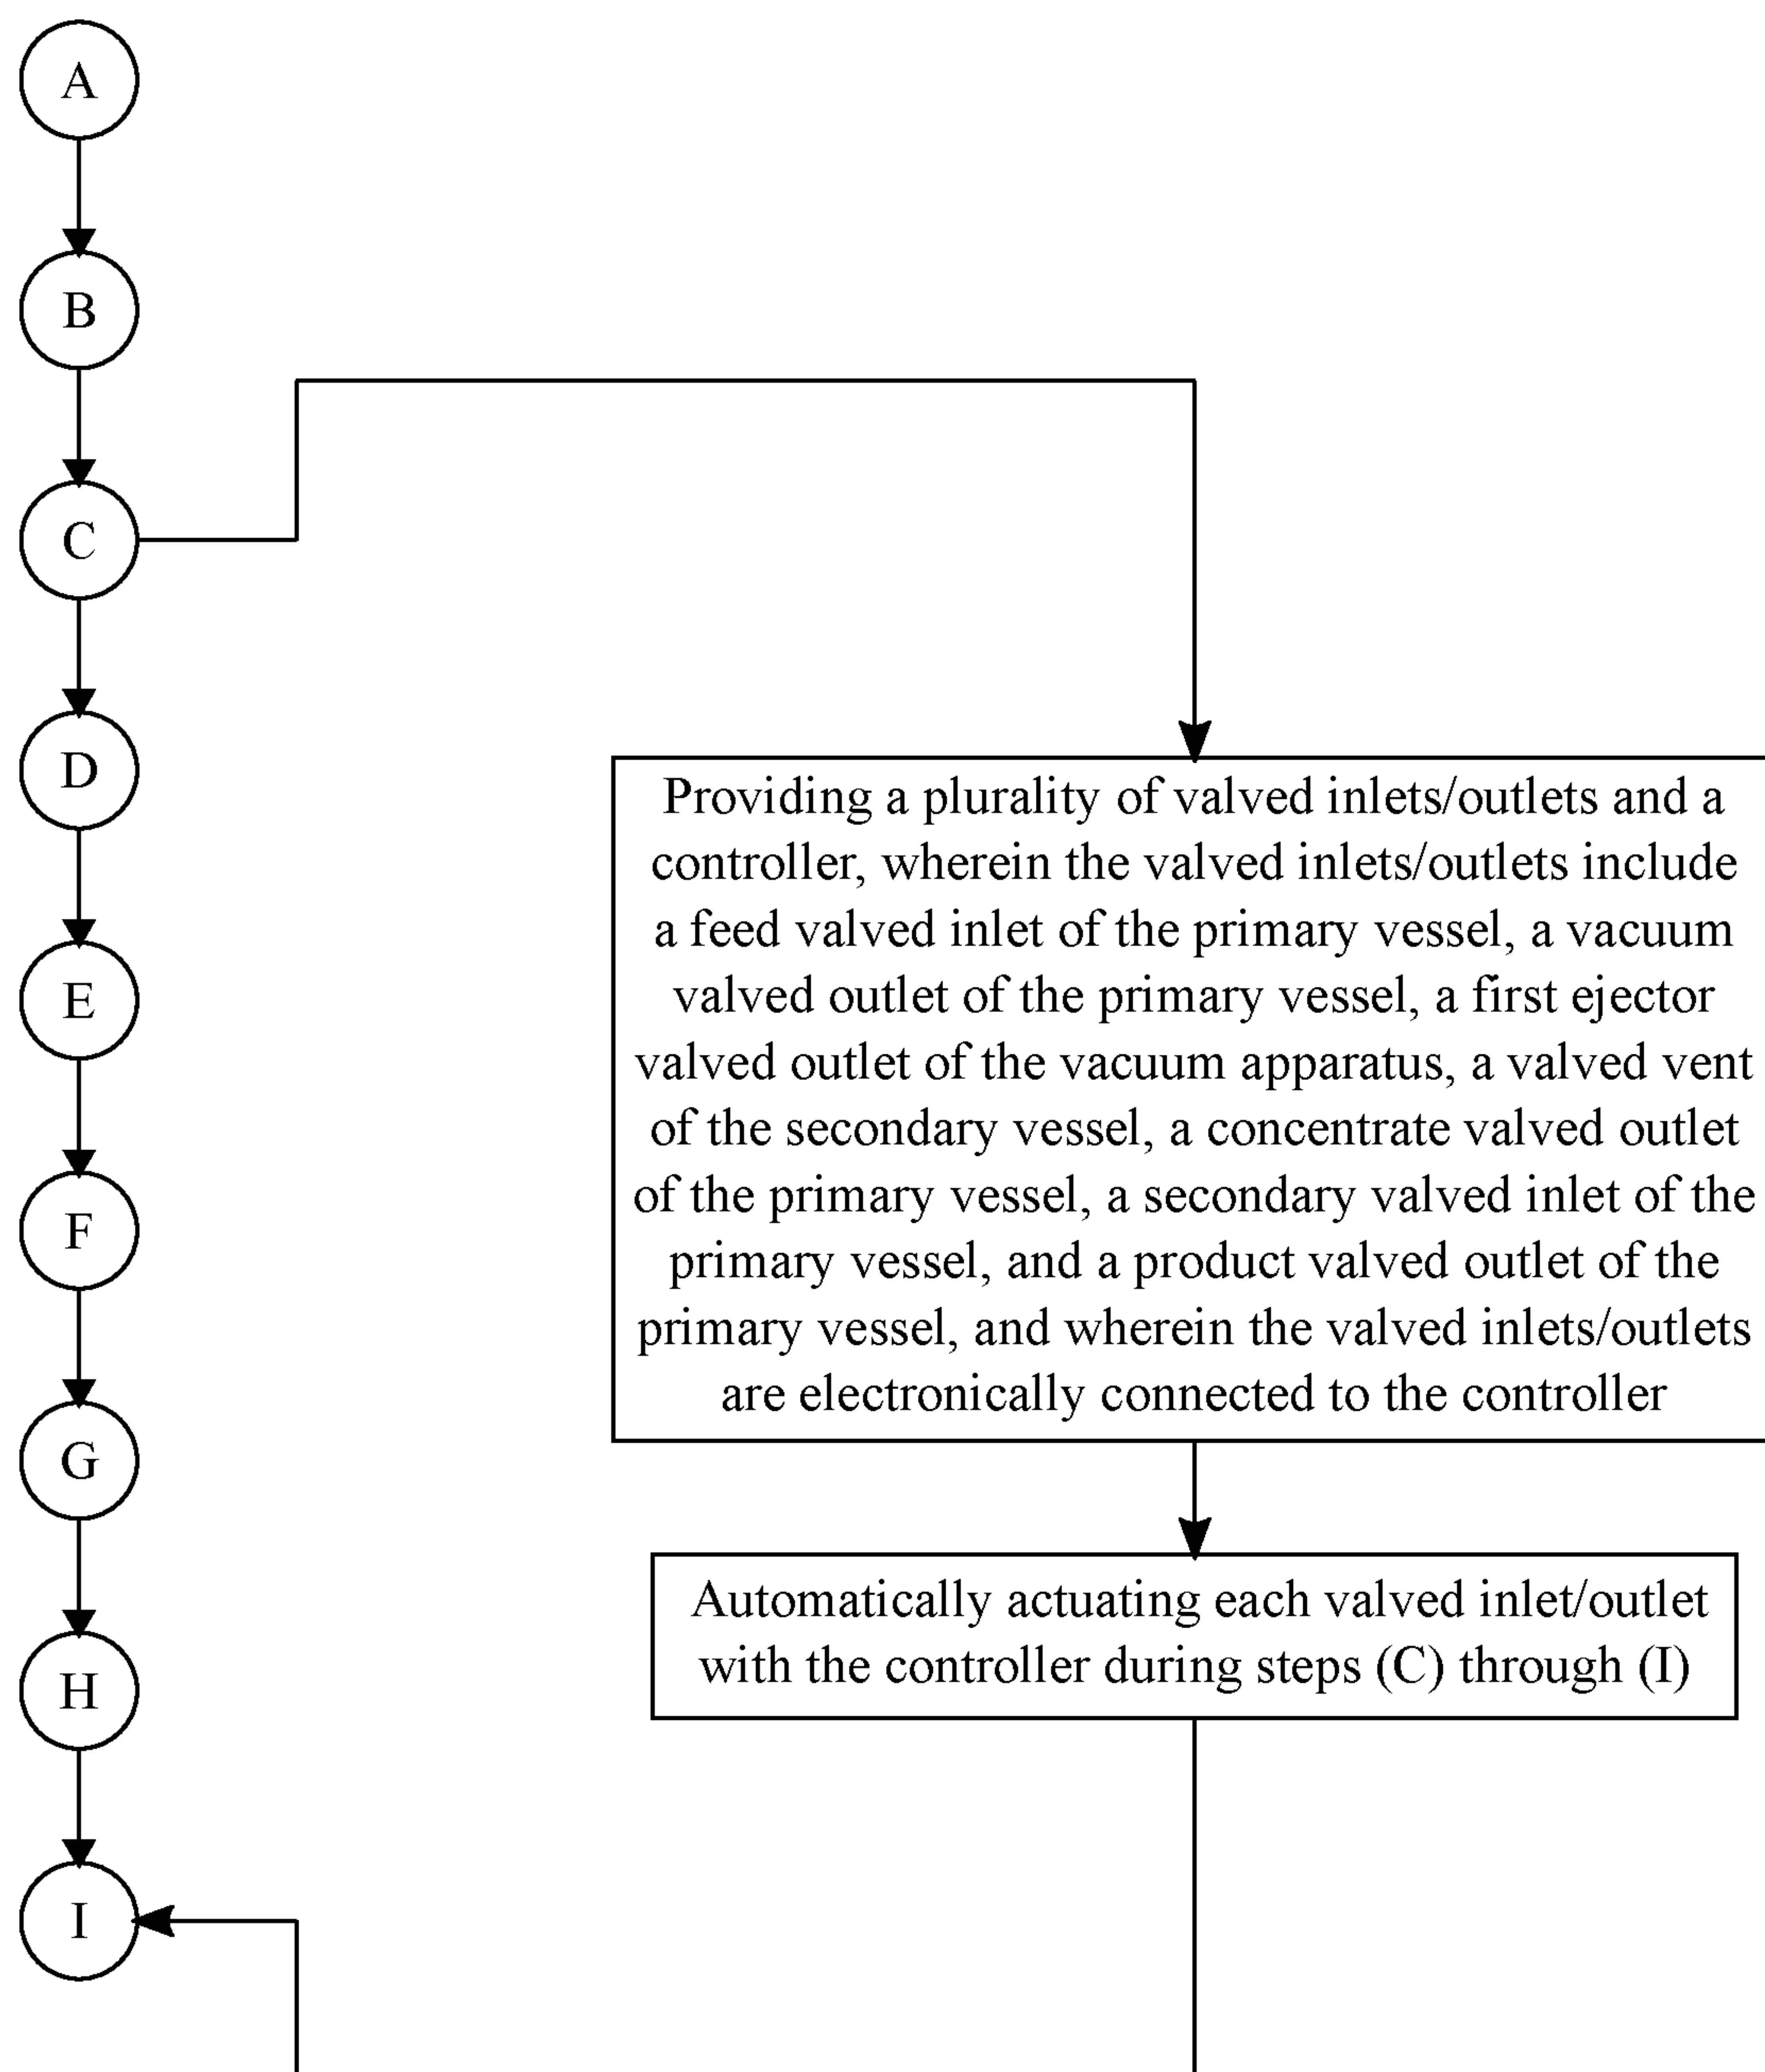 A
B
C
D
E
F
G
H
I
Providing a plurality of valved inlets/outlets and a
controller, wherein the valved inlets/outlets include
a feed valved inlet of the primary vessel, a vacuum
valved outlet of the primary vessel, a first ejector
valved outlet of the vacuum apparatus, a valved vent
of the secondary vessel, a concentrate valved outlet
of the primary vessel, a secondary valved inlet of the
primary vessel, and a product valved outlet of the
primary vessel, and wherein the valved inlets/outlets
are electronically connected to the controller
Automatically actuating each valved inlet/outlet
with the controller during steps (C) through (I)